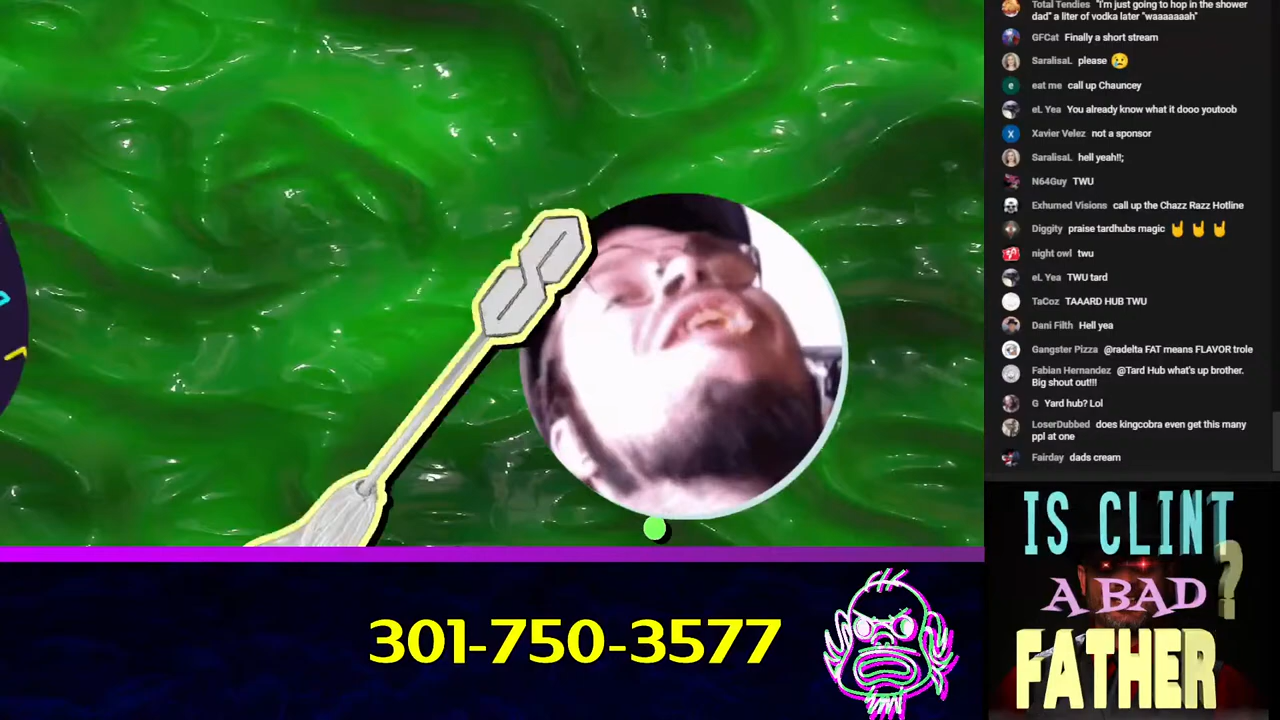 Total Tendies "I'm just going to hop in the shower
dad" a liter of vodka later "waaaaaaah"
GFCat Finally a short stream
SaralisaL please 😢
e eat me call up Chauncey
eL Yea You already know what it dooo youtoob
X Xavier Velez not a sponsor
SaralisaL hell yeah!!;
N64Guy TWU
Exhumed Visions call up the Chazz Razz Hotline
Diggity praise tardhubs magic 🤘 🤘 🤘
night owl twu
eL Yea TWU tard
TaCoz TAAARD HUB TWU
Dani Filth Hell yea
Gangster Pizza @radelta FAT means FLAVOR trole
Fabian Hernandez @Tard Hub what's up brother.
Big shout out!!!
G Yard hub? Lol
LoserDubbed does kingcobra even get this many
ppl at one
Fairday dads cream
301-750-3577
IS CLINT
A BAD
FATHER?